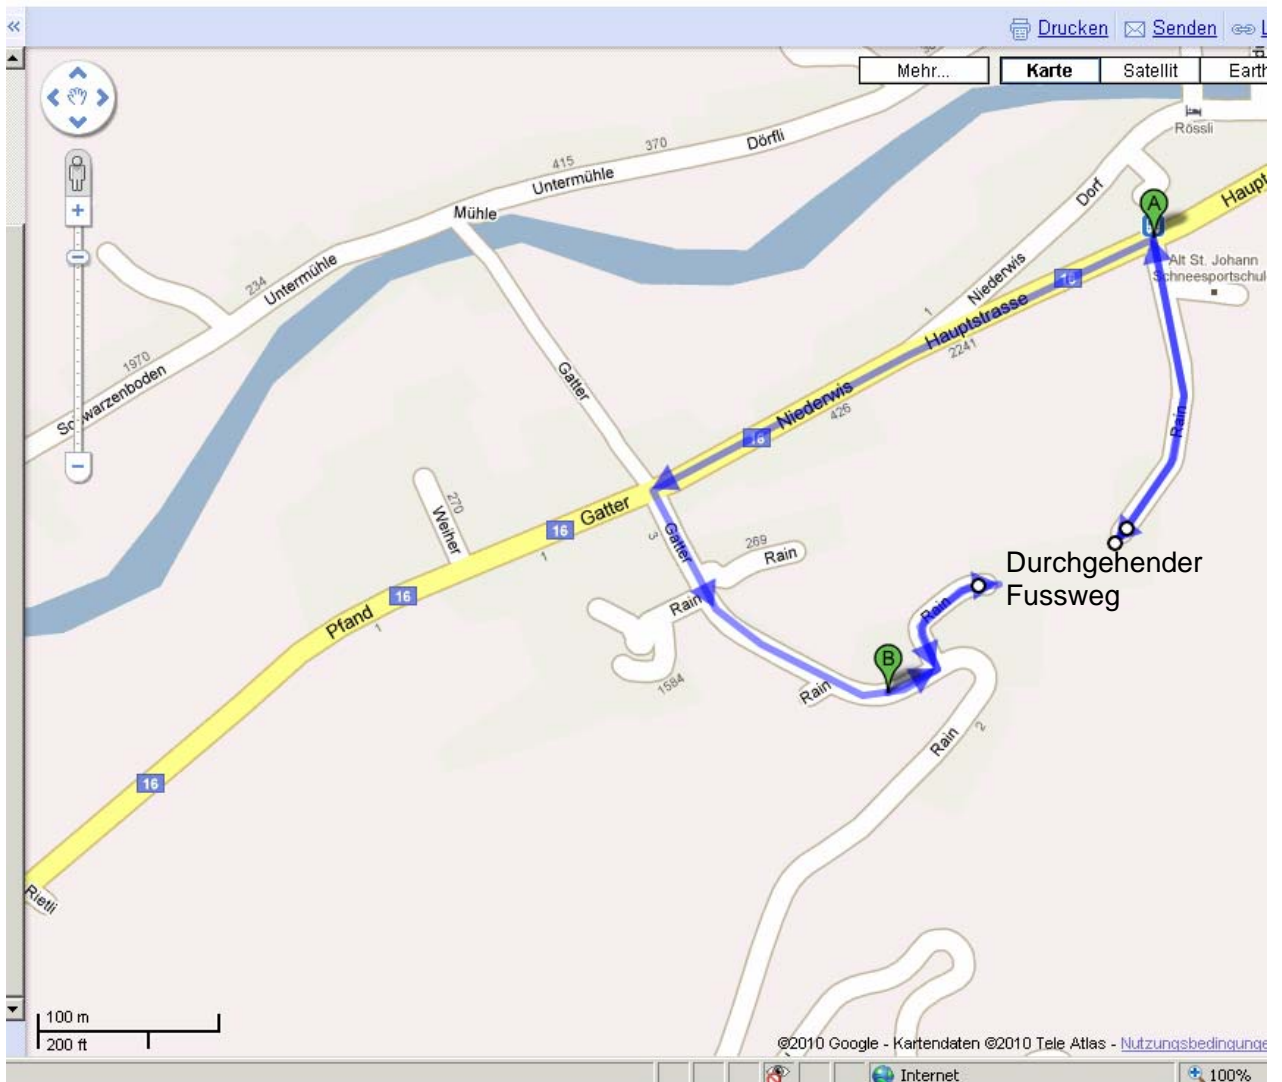 «
Drucken
Senden
L
Mehr...
Karte
Satellit
Earth
Rössli
Dörfli
370
415
Untermühle
Mühle
Dorf
Haupt
A
Alt St. Johann
Schneesportschule
234
Untermühle
Niederwis
1
16
Hauptstrasse
2241
1970
Schwarzenboden
Gatter
Niederwis
426
16
Rain
270
Weiher
Gatter
16
1
Gatter
3
269
Rain
Durchgehender
Fussweg
16
Pfand
1
Rain
Rain
B
1584
Rain
Rain
2
16
Rietli
100 m
200 ft
©2010 Google - Kartendaten ©2010 Tele Atlas - Nutzungsbedingunge
Internet
100%